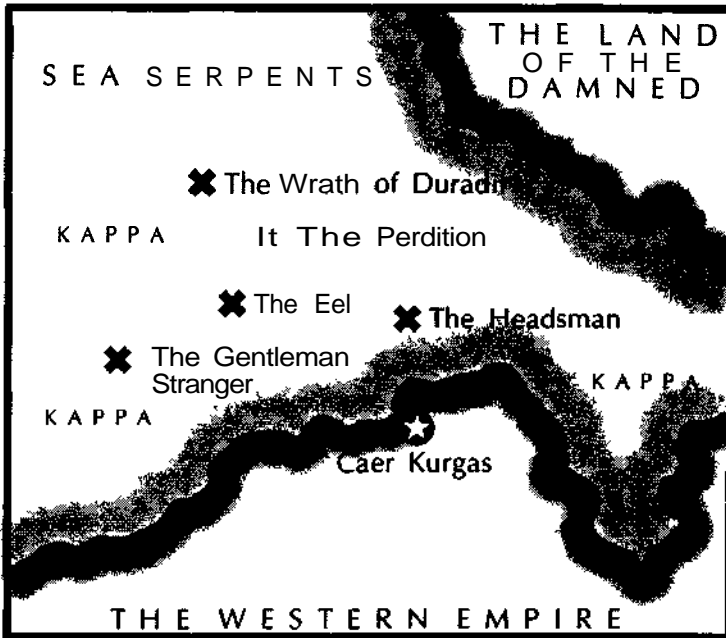 THE LAND
OF THE
DAMNED
SEA SERPENTS
The Wrath of Duradin
KAPPA
It The Perdition
The Eel
The Headsman
The Gentleman
Stranger
KAPPA
KAPPA
Caer Kurgas
THE WESTERN EMPIRE